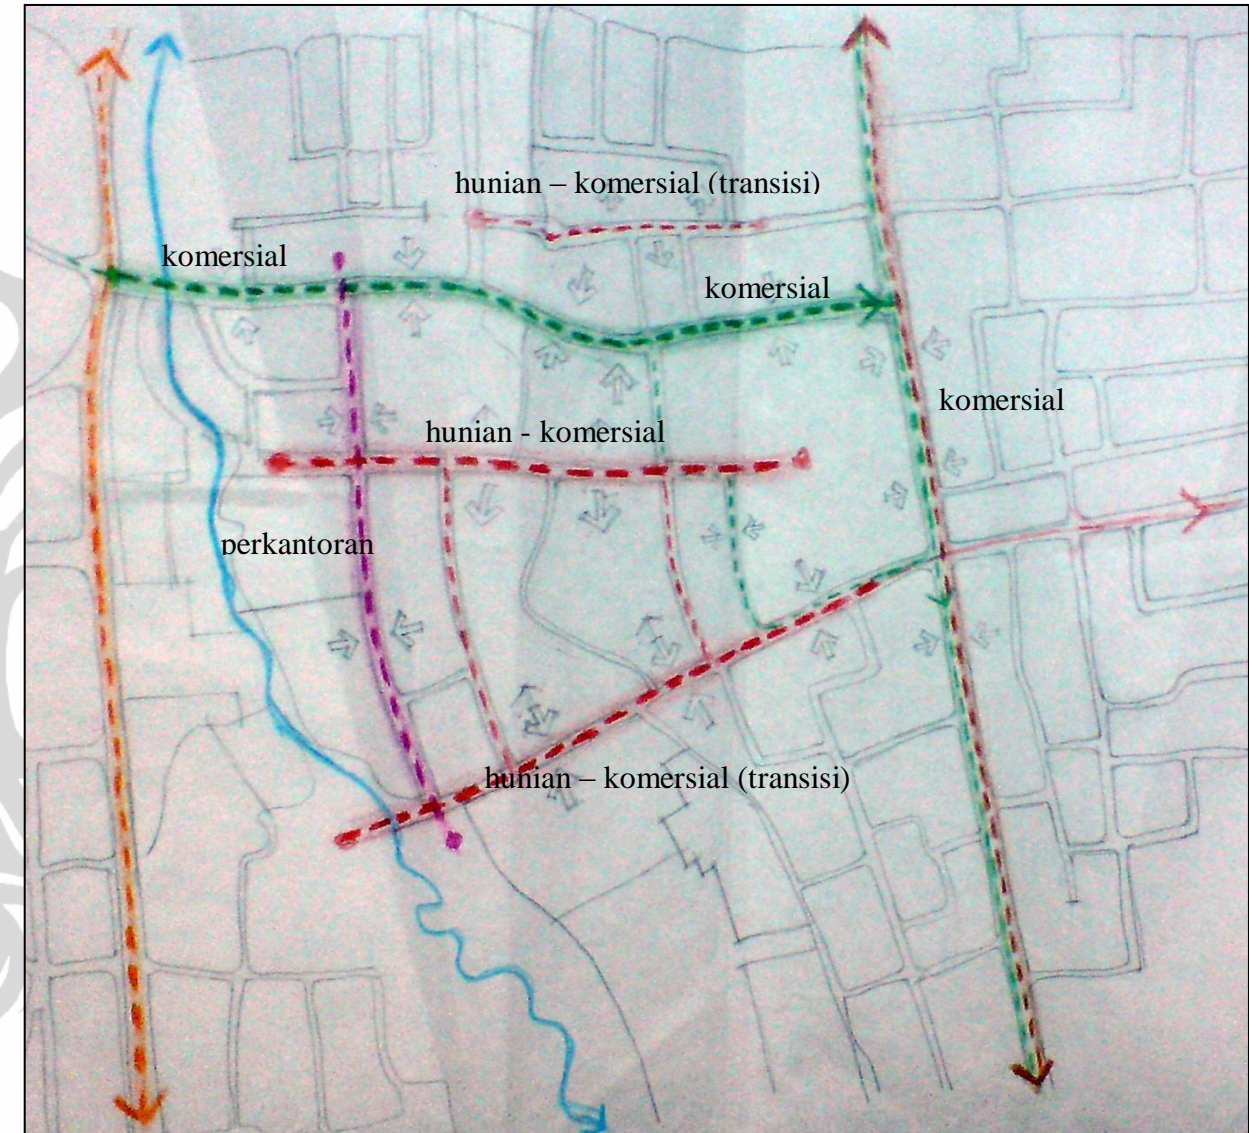 hunian – komersial (transisi)
komersial
komersial
komersial
hunian - komersial
perkantoran
hunian – komersial (transisi)